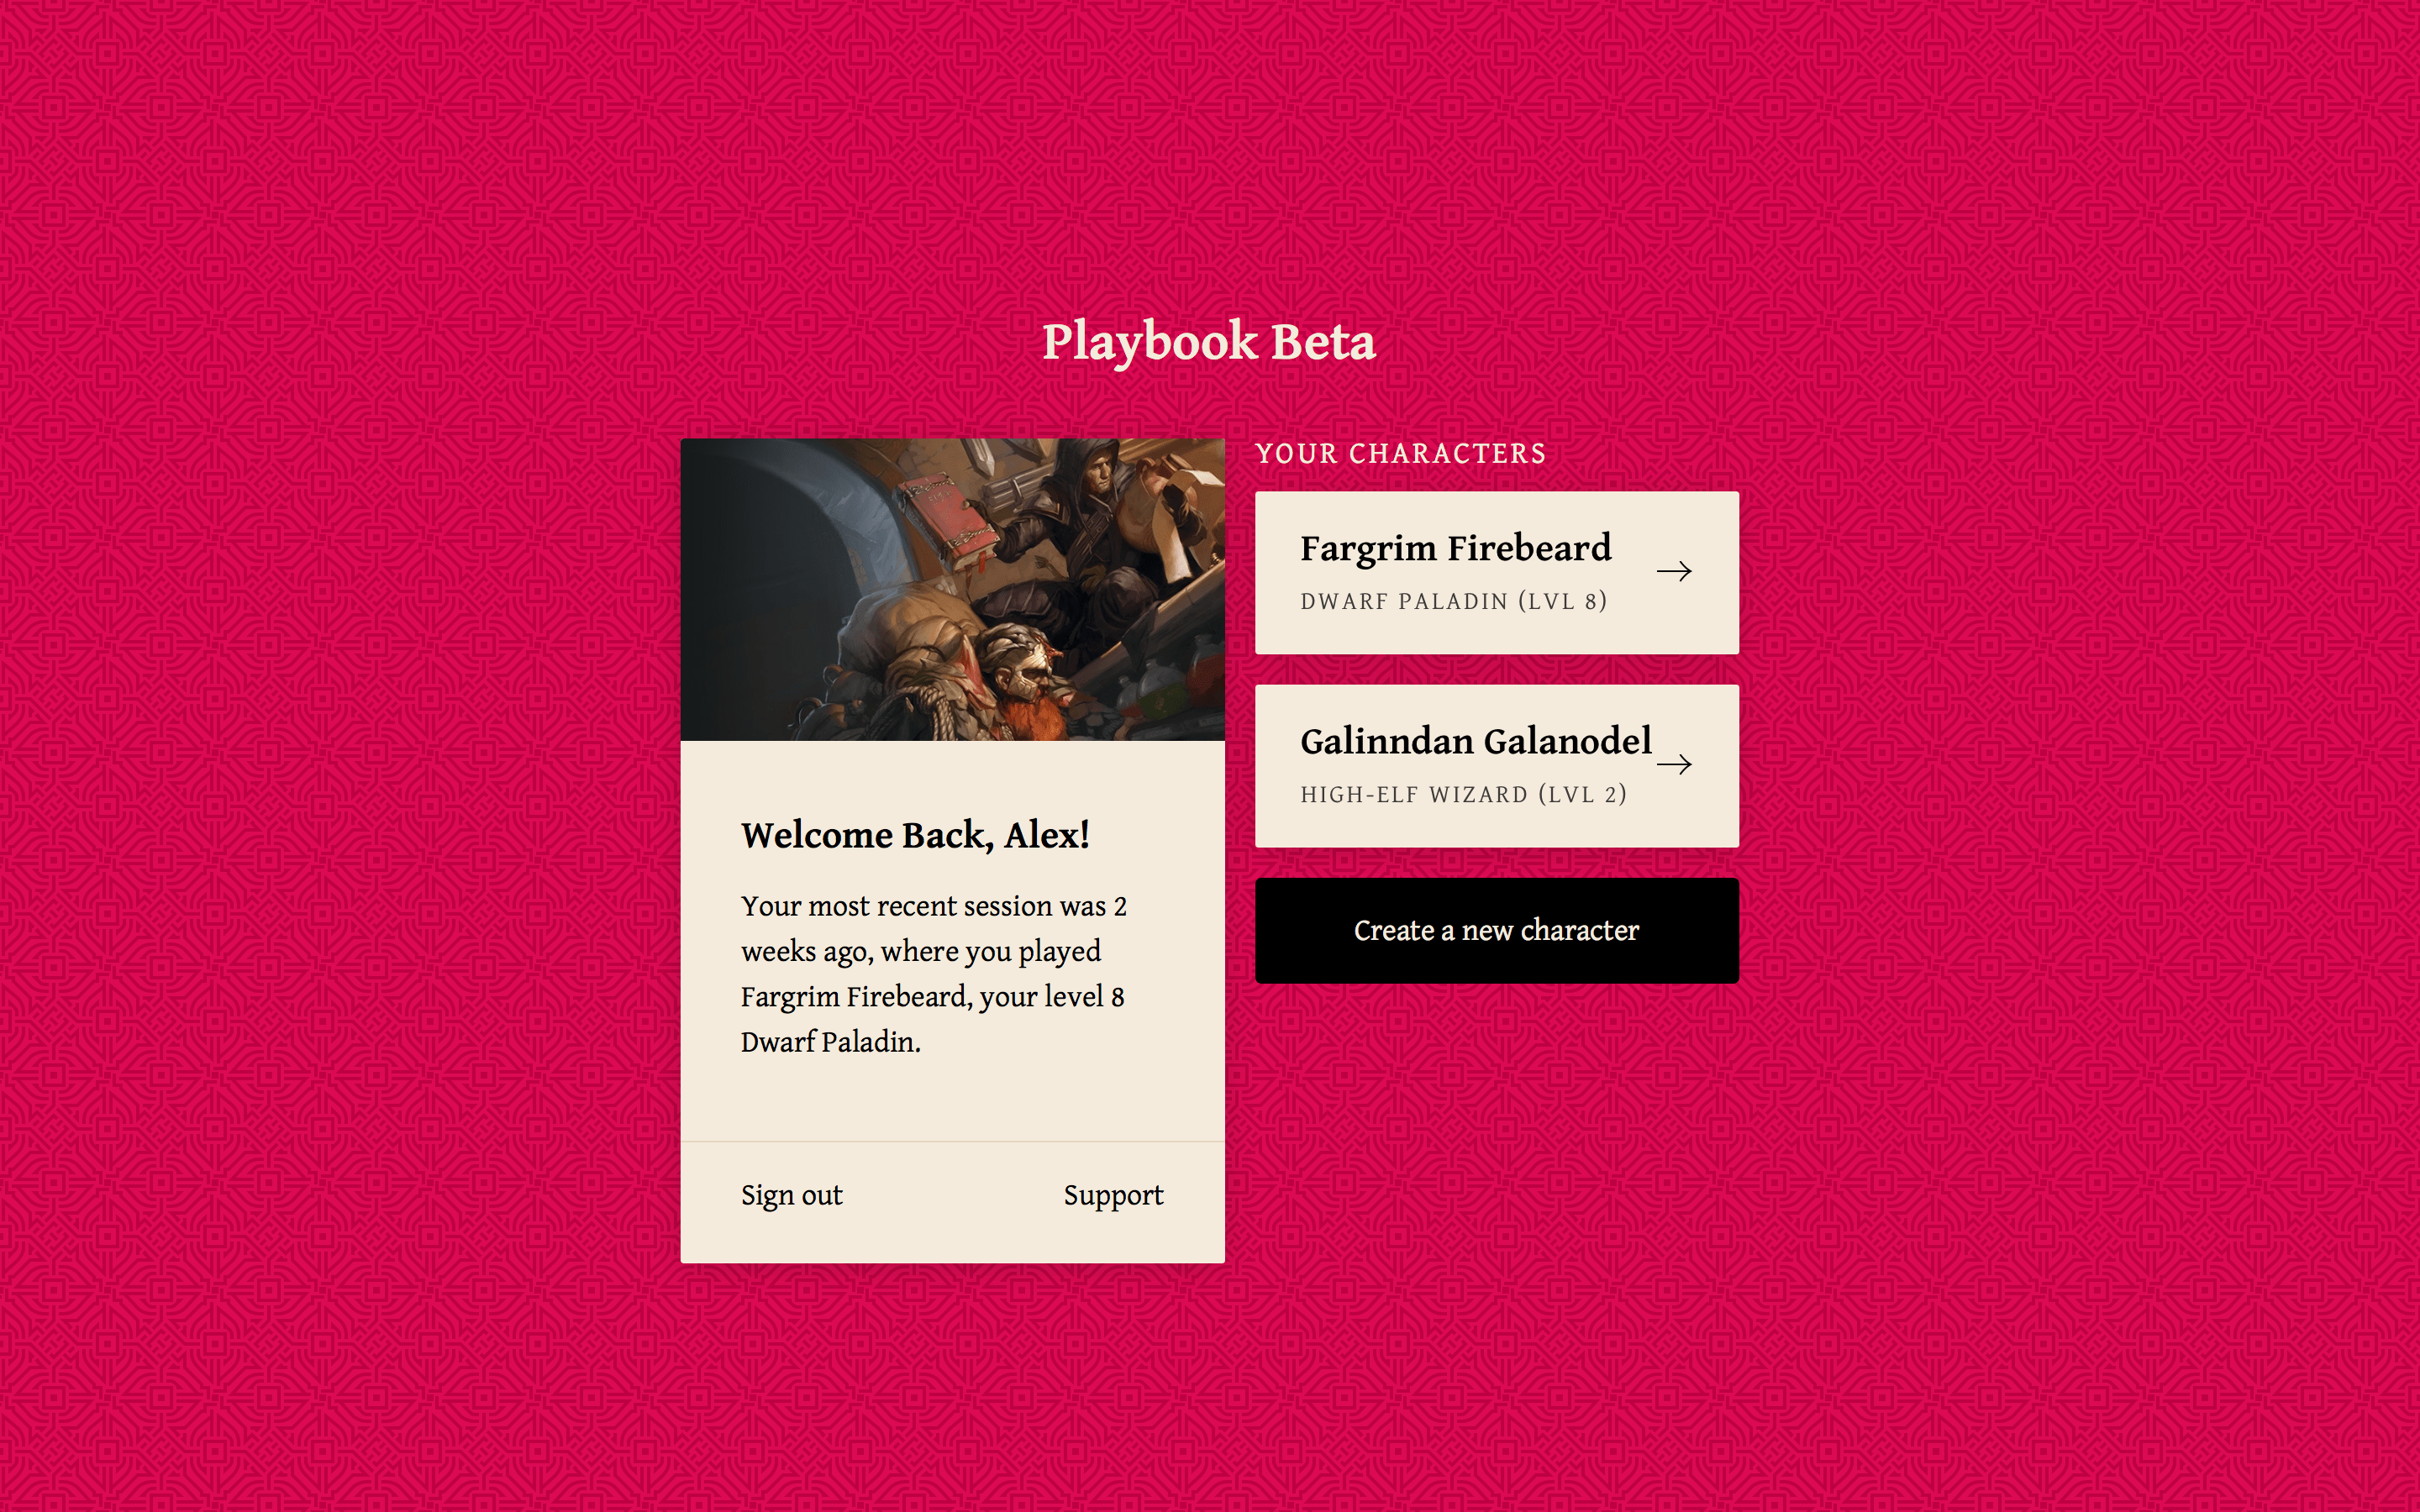 Playbook Beta
Welcome Back, Alex!
Your most recent session was 2
weeks ago, where you played
Fargrim Firebeard, your level 8
Dwarf Paladin.
Sign out
Support
YOUR CHARACTERS
Fargrim Firebeard
DWARF PALADIN (LVL 8)
Galinndan Galanodel
HIGH-ELF WIZARD (LVL 2)
Create a new character